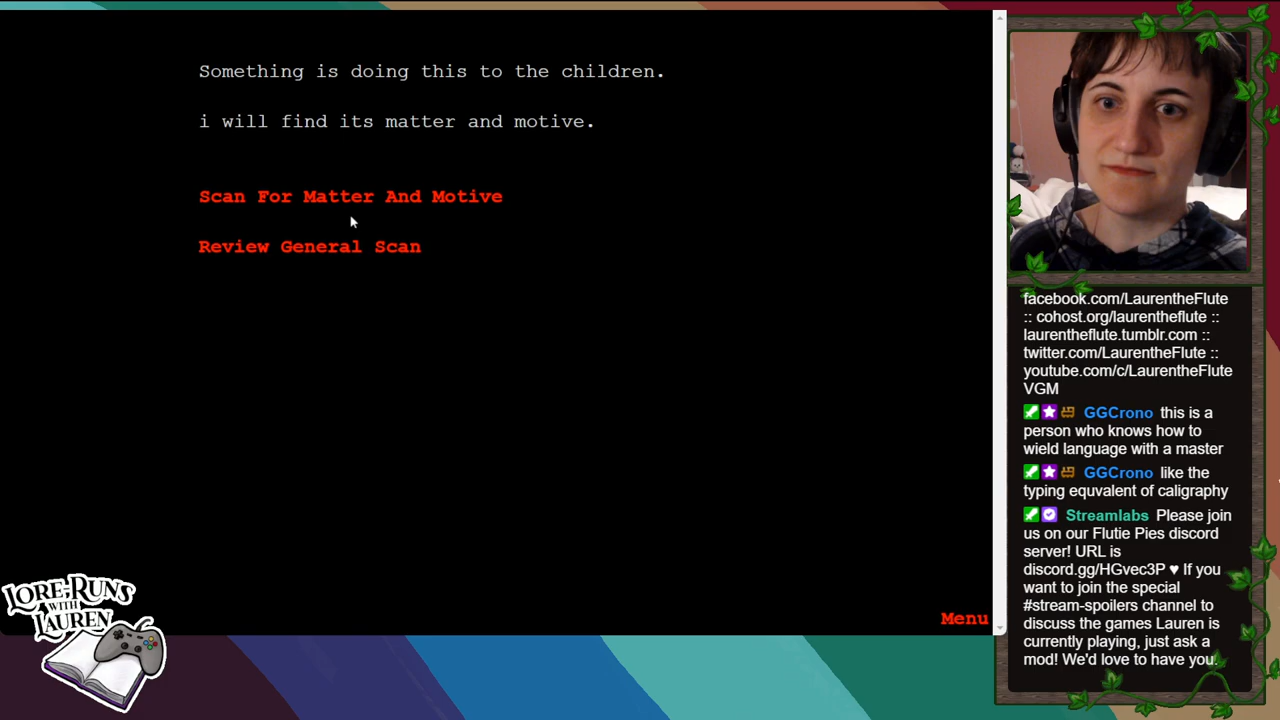 Something is doing this to the children.
i will find its matter and motive.
Scan For Matter And Motive
Review General Scan
Menu
LORE-RUNS
WITH
LAUREN
facebook.com/LaurentheFlute
:: cohost.org/laurentheflute ::
laurentheflute.tumblr.com ::
twitter.com/LaurentheFlute ::
youtube.com/c/LaurentheFlute
VGM
GGCrono this is a
person who knows how to
wield language with a master
GGCrono like the
typing equvalent of caligraphy
Streamlabs Please join
us on our Flutie Pies discord
server! URL is
discord.gg/HGvec3P ♥ If you
want to join the special
#stream-spoilers channel to
discuss the games Lauren is
currently playing, just ask a
mod! We'd love to have you.